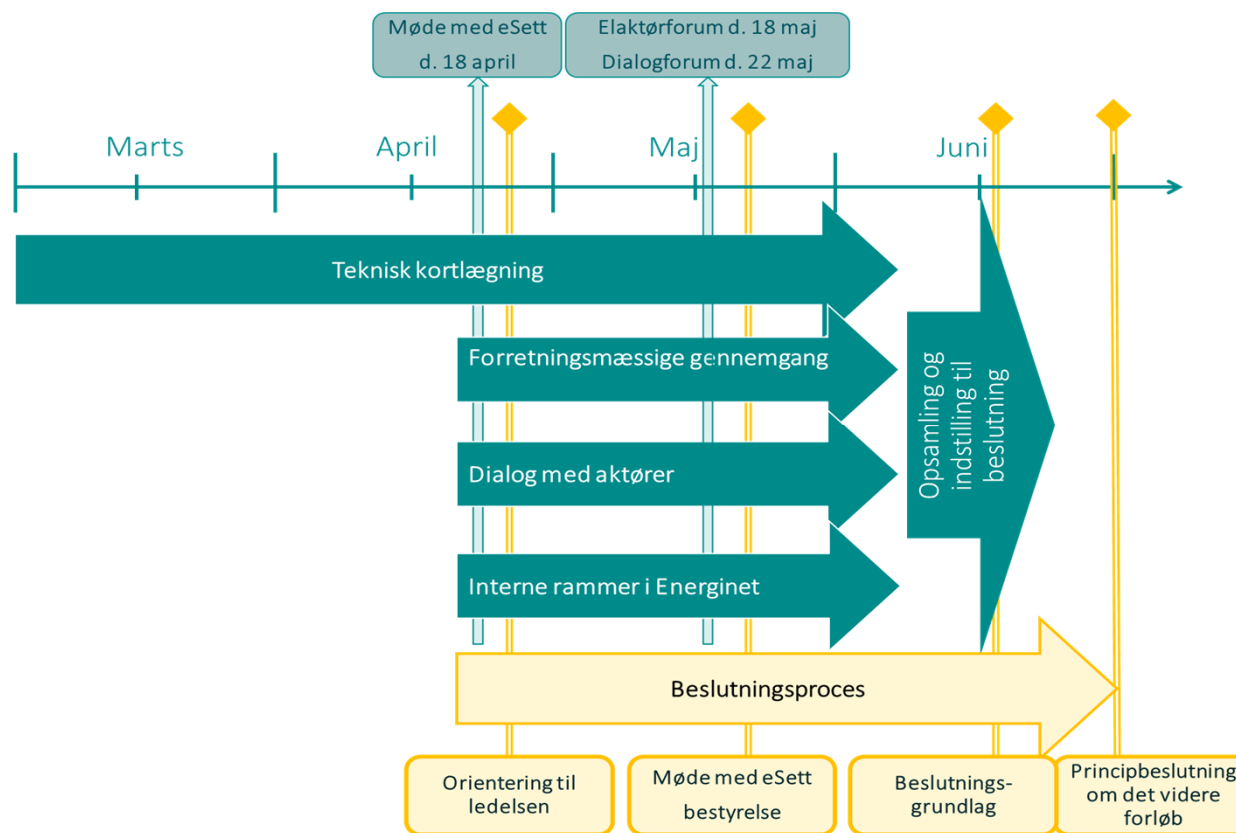 Møde med eSett
d. 18 april
Elaktørforum d. 18 maj
Dialogforum d. 22 maj
Marts
April
Maj
Juni
Teknisk kortlægning
Forretningsmæssige gennemgang
Dialog med aktører
Interne rammer i Energinet
Opsamling og
indstilling til
beslutning
Beslutningsproces
Orientering til
ledelsen
Møde med eSett
bestyrelse
Beslutnings-
grundlag
Principbeslutning
om det videre
forløb